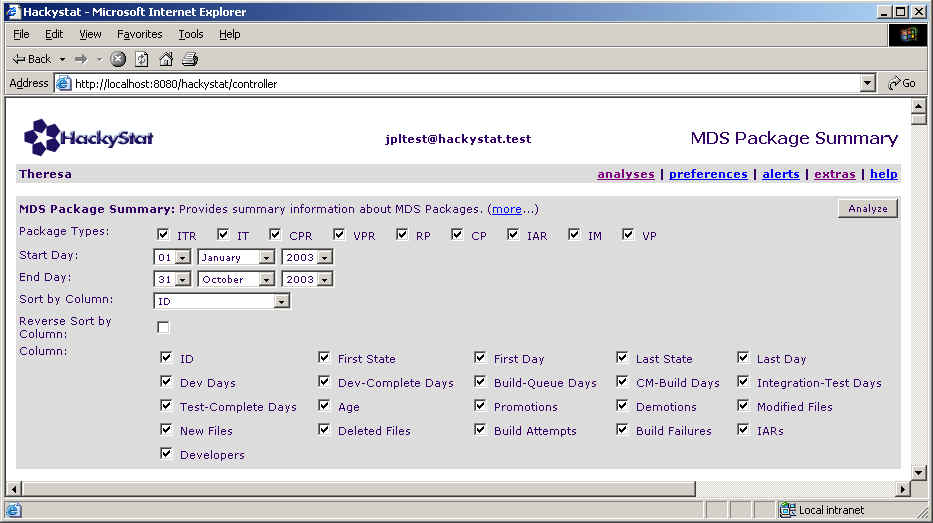 Hackystat - Microsoft Internet Explorer
File Edit View Favorites Tools Help
Back
Address http://localhost:8080/hackystat/controller Go
HackyStat jpltest@hackystat.test MDS Package Summary
Theresa analyses | preferences | alerts | extras | help
MDS Package Summary: Provides summary information about MDS Packages. (more...) Analyze
Package Types: ITR IT CPR VPR RP CP IAR IM VP
Start Day: 01 January 2003
End Day: 31 October 2003
Sort by Column: ID
Reverse Sort by
Column:
Column:
ID First State First Day Last State Last Day
Dev Days Dev-Complete Days Build-Queue Days CM-Build Days Integration-Test Days
Test-Complete Days Age Promotions Demotions Modified Files
New Files Deleted Files Build Attempts Build Failures IARs
Developers
Local intranet